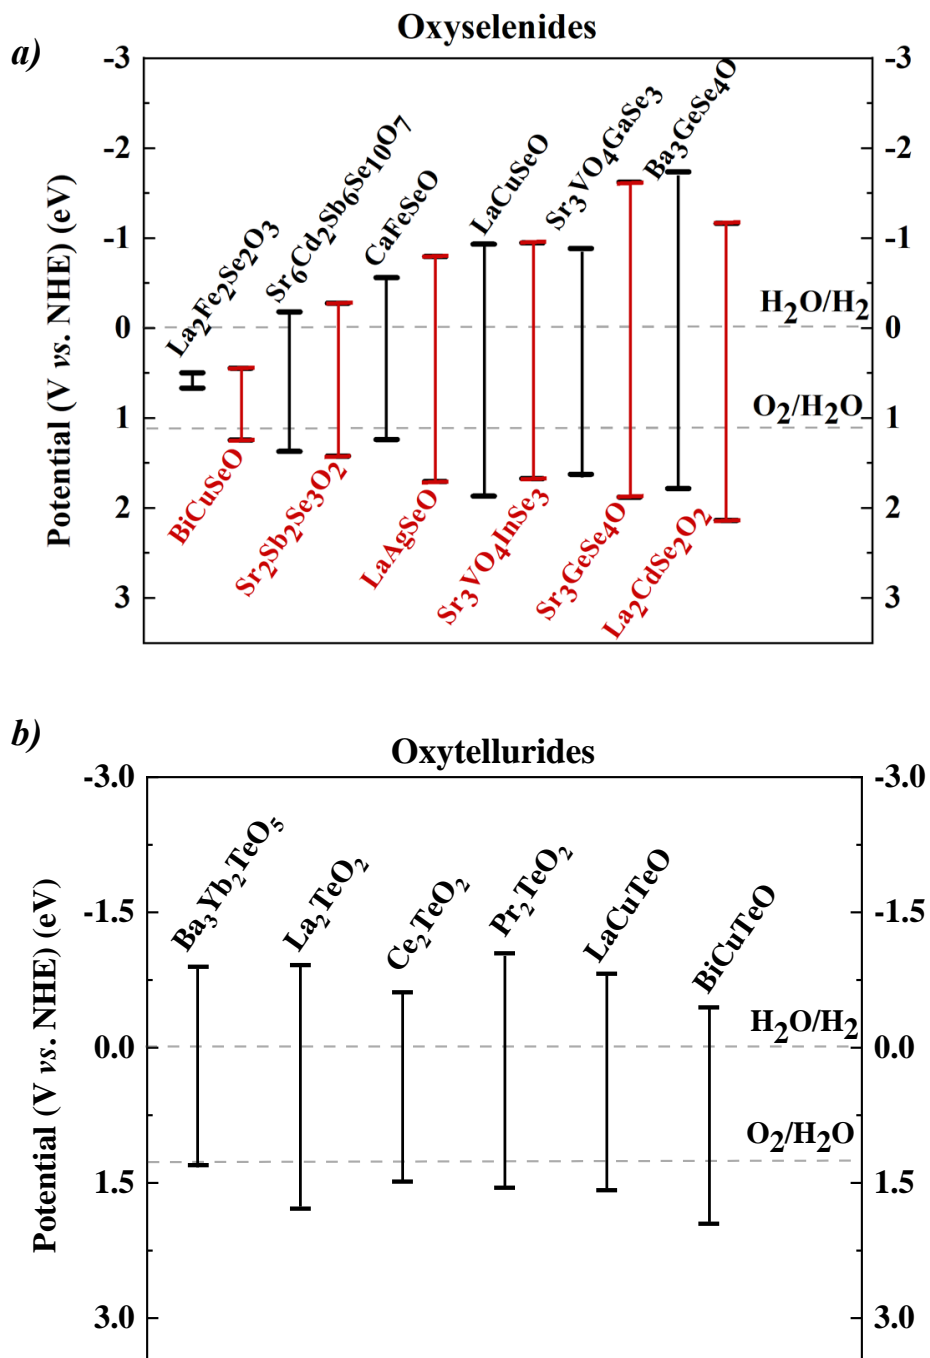 a)
Oxyselenides
Potential (V vs. NHE) (eV)
-3
-2
-1
0
1
2
3
-3
-2
-1
0
1
2
3
La2Fe2Se2O3
Sr6Cd2Sb6Se10O7
CaFeSeO
LaCuSeO
Sr3VO4GaSe3
Ba3GeSe4O
H2O/H2
O2/H2O
BiCuSeO
Sr2Sb2Se3O2
LaAgSeO
Sr3VO4InSe3
Sr3GeSe4O
La2CdSe2O2
b)
Oxytellurides
Potential (V vs. NHE) (eV)
-3.0
-1.5
0.0
1.5
3.0
-3.0
-1.5
0.0
1.5
3.0
Ba3Yb2TeO5
La2TeO2
Ce2TeO2
Pr2TeO2
LaCuTeO
BiCuTeO
H2O/H2
O2/H2O